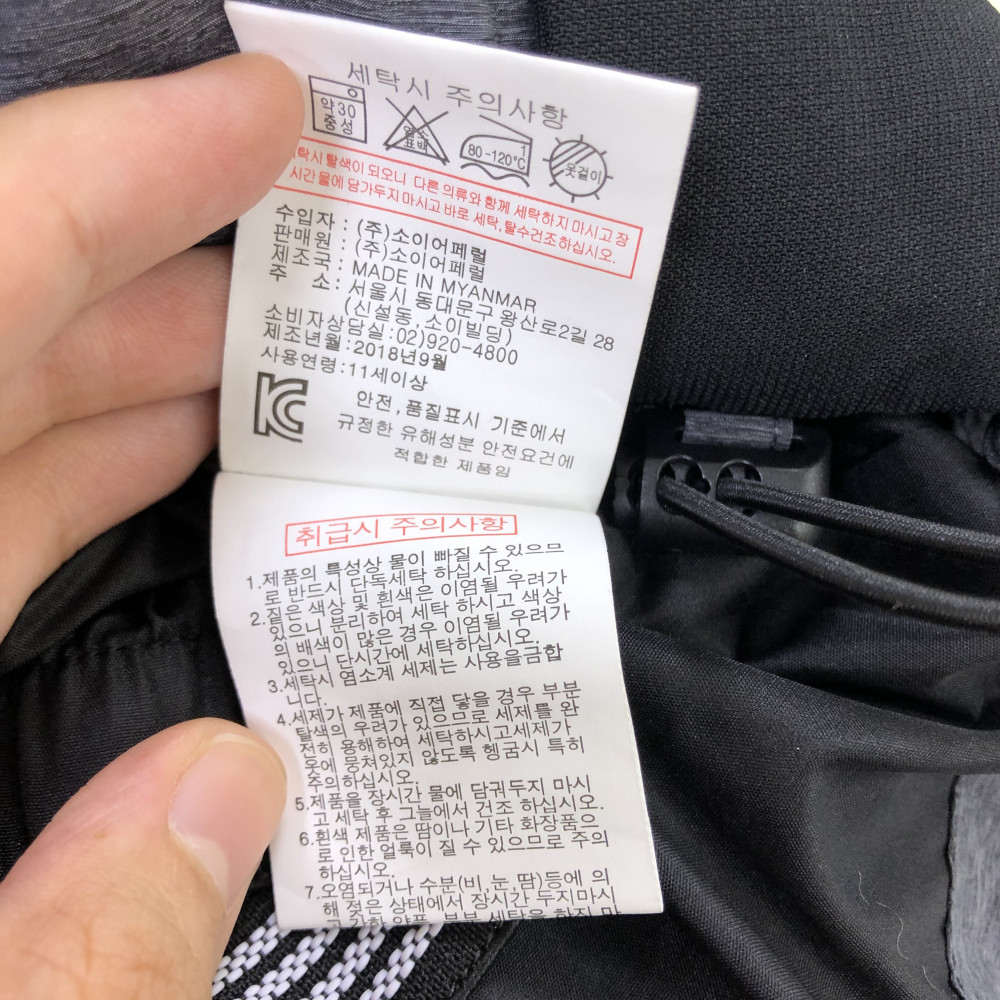 세탁시 주의사항
약30
중성
염소
표백
80-120℃
옷걸이
탁시 탈색이 되오니 다른 의류와 함께 세탁하지 마시고 장
시간 물에 담가두지 마시고 바로 세탁,탈수건조하십시오.
수입자 : (주)소이어페럴
판매원 : (주)소이어페럴
제조국 : MADE IN MYANMAR
주 소 : 서울시 동대문구 왕산로2길 28
(신설동,소이빌딩)
소비자상담실:02)920-4800
제조년월:2018년9월
사용연령:11세이상
안전,품질표시 기준에서
규정한 유해성분 안전요건에
적합한 제품임
취급시 주의사항
1.제품의 특성상 물이 빠질 수 있으므
로 반드시 단독세탁 하십시오.
2.짙은 색상 및 흰색은 이염될 우려가
있으니 분리하여 세탁 하시고 색상
의 배색이 많은 경우 이염될 우려가
있으니 단시간에 세탁하십시오.
3.세탁시 염소계 세제는 사용을금합
니다.
4.세제가 제품에 직접 닿을 경우 부분
탈색의 우려가 있으므로 세제를 완
전히 용해하여 세탁하시고세제가
옷에 뭉쳐있지 않도록 헹굼시 특히
주의하십시오.
5.제품을 장시간 물에 담궈두지 마시
고 세탁 후 그늘에서 건조 하십시오.
6.흰색 제품은 땀이나 기타 화장품으
로 인한 얼룩이 질 수 있으므로 주의
하십시오.
7.오염되거나 수분(비,눈,땀)등에 의
해 젖은 상태에서 장시간 두지마시